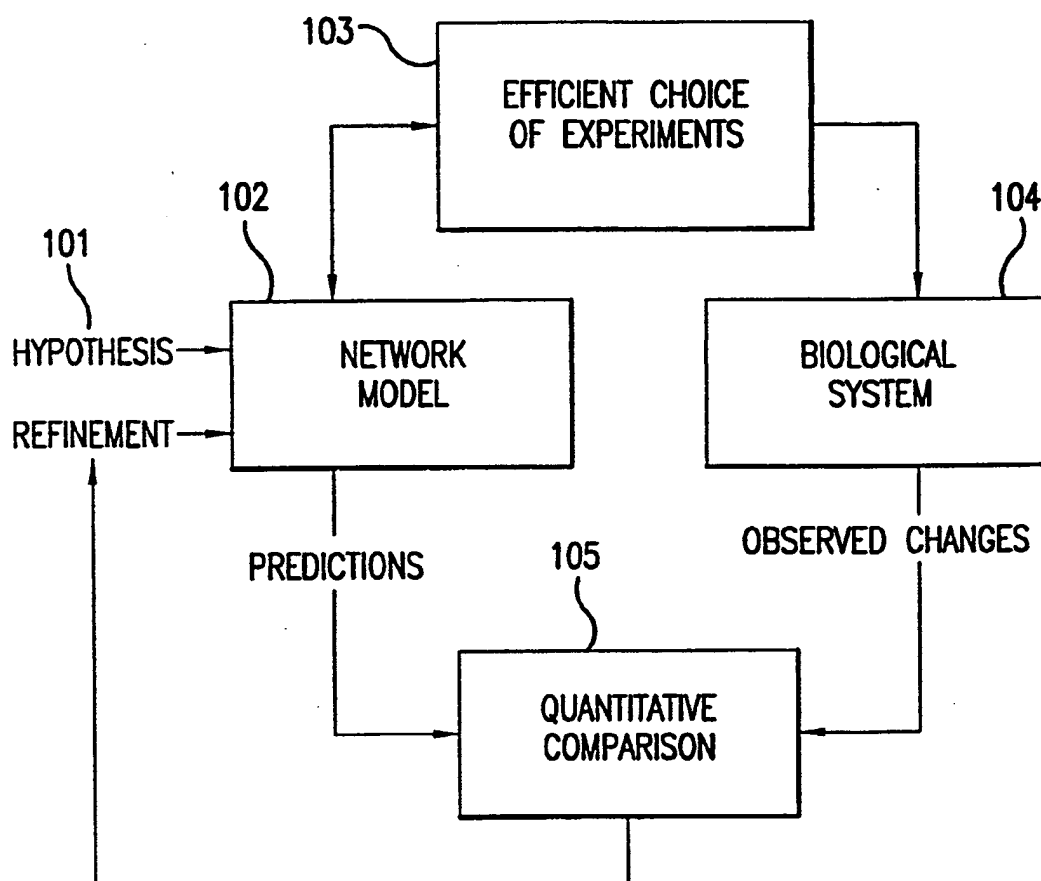 103
EFFICIENT CHOICE
OF EXPERIMENTS
102
104
101
HYPOTHESIS
NETWORK
MODEL
BIOLOGICAL
SYSTEM
REFINEMENT
PREDICTIONS
OBSERVED CHANGES
105
QUANTITATIVE
COMPARISON